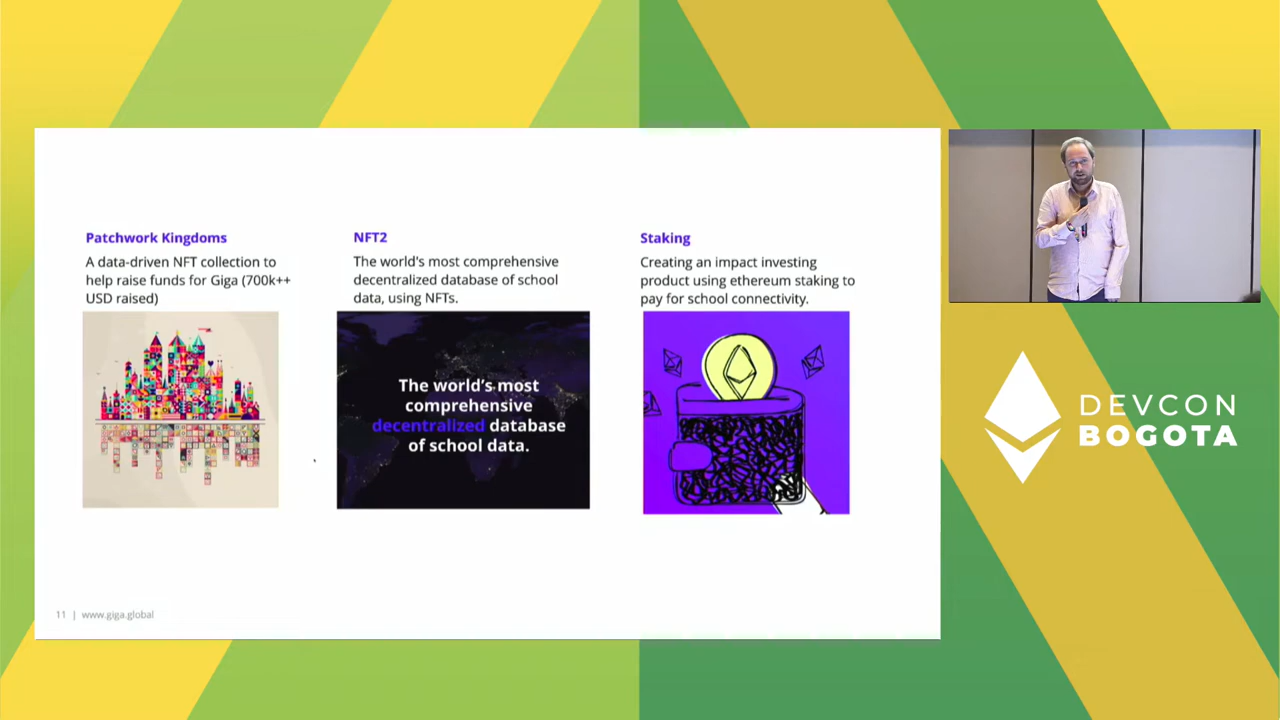 Patchwork Kingdoms
A data-driven NFT collection to
help raise funds for Giga (700k++
USD raised)
NFT2
The world's most comprehensive
decentralized database of school
data, using NFTs.
The world's most
comprehensive
decentralized database
of school data.
Staking
Creating an impact investing
product using ethereum staking to
pay for school connectivity.
11 | www.giga.global
DEVCON
BOGOTA